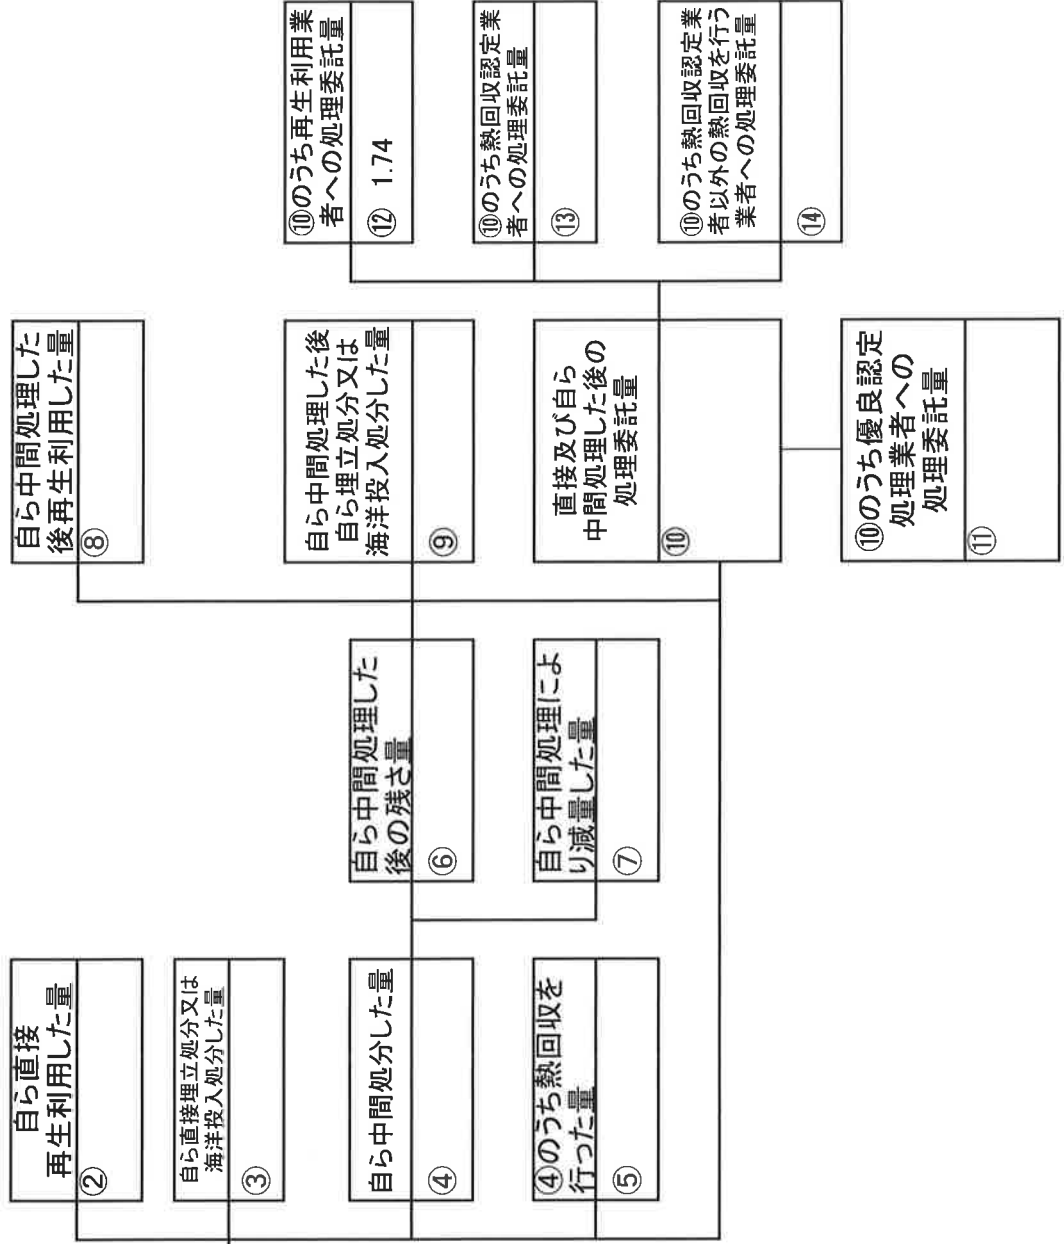 自ら直接
再生利用した量
②
自ら直接埋立処分又は
海洋投入処分した量
③
自ら中間処分した量
④
④のうち熱回収を
行った量
⑤
自ら中間処理した
後の残さ量
⑥
自ら中間処理によ
り減量した量
⑦
自ら中間処理した
後再生利用した量
⑧
自ら中間処理した後
自ら埋立処分又は
海洋投入処分した量
⑨
直接及び自ら
中間処理した後の
処理委託量
⑩
⑩のうち優良認定
処理業者への
処理委託量
⑪
⑩のうち再生利用業
者への処理委託量
⑫ 1.74
⑩のうち熱回収認定業
者への処理委託量
⑬
⑩のうち熱回収認定業
者以外の熱回収を行う
業者への処理委託量
⑭